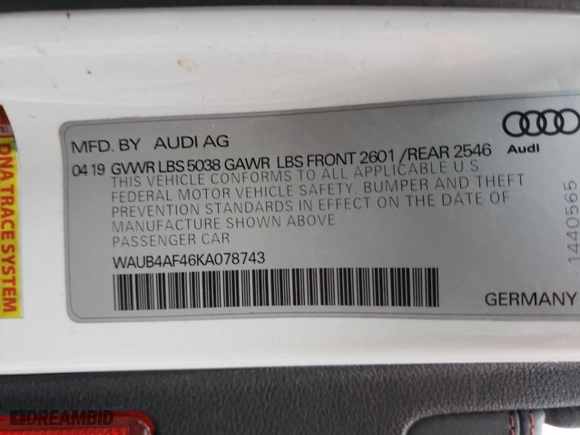 MFD. BY AUDI AG
Audi
04 19 GVWR LBS 5038 GAWR LBS FRONT 2601 /REAR 2546
THIS VEHICLE CONFORMS TO ALL APPLICABLE U S
FEDERAL MOTOR VEHICLE SAFETY, BUMPER, AND THEFT
PREVENTION STANDARDS IN EFFECT ON THE DATE OF
MANUFACTURE SHOWN ABOVE
PASSENGER CAR
WAUB4AF46KA078743
GERMANY
1440565
DNA TRACE SYSTEM
DREAMBID